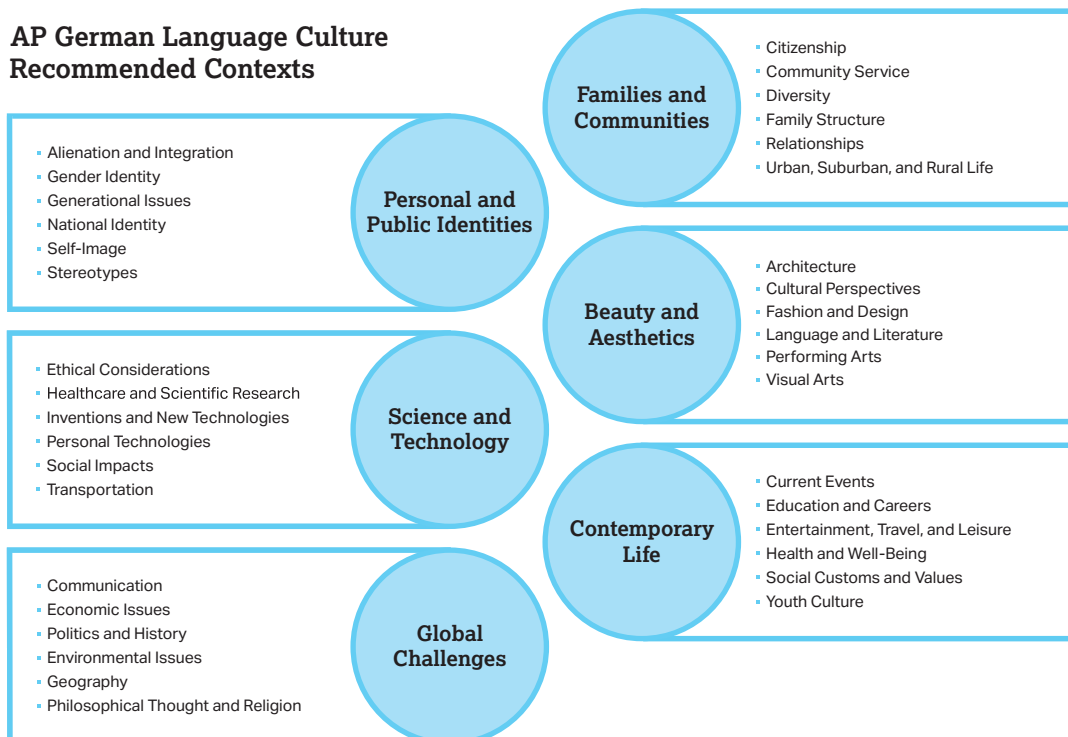 AP German Language Culture
Recommended Contexts
Families and
Communities
Citizenship
Community Service
Diversity
Family Structure
Relationships
Urban, Suburban, and Rural Life
Alienation and Integration
Gender Identity
Generational Issues
National Identity
Self-Image
Stereotypes
Personal and
Public Identities
Beauty and
Aesthetics
Architecture
Cultural Perspectives
Fashion and Design
Language and Literature
Performing Arts
Visual Arts
Ethical Considerations
Healthcare and Scientific Research
Inventions and New Technologies
Personal Technologies
Social Impacts
Transportation
Science and
Technology
Contemporary
Life
Current Events
Education and Careers
Entertainment, Travel, and Leisure
Health and Well-Being
Social Customs and Values
Youth Culture
Communication
Economic Issues
Politics and History
Environmental Issues
Geography
Philosophical Thought and Religion
Global
Challenges